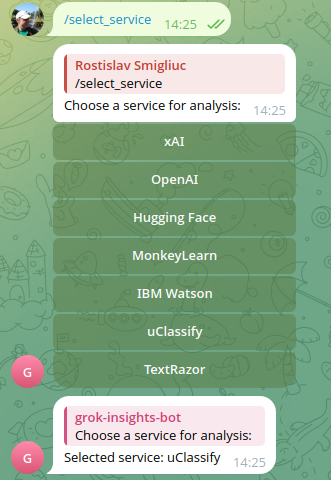 /select_service 14:25
Rostislav Smigliuc
/select_service
Choose a service for analysis: 14:25
xAI
OpenAI
Hugging Face
MonkeyLearn
IBM Watson
uClassify
TextRazor
G
grok-insights-bot
Choose a service for analysis:
Selected service: uClassify 14:25
G